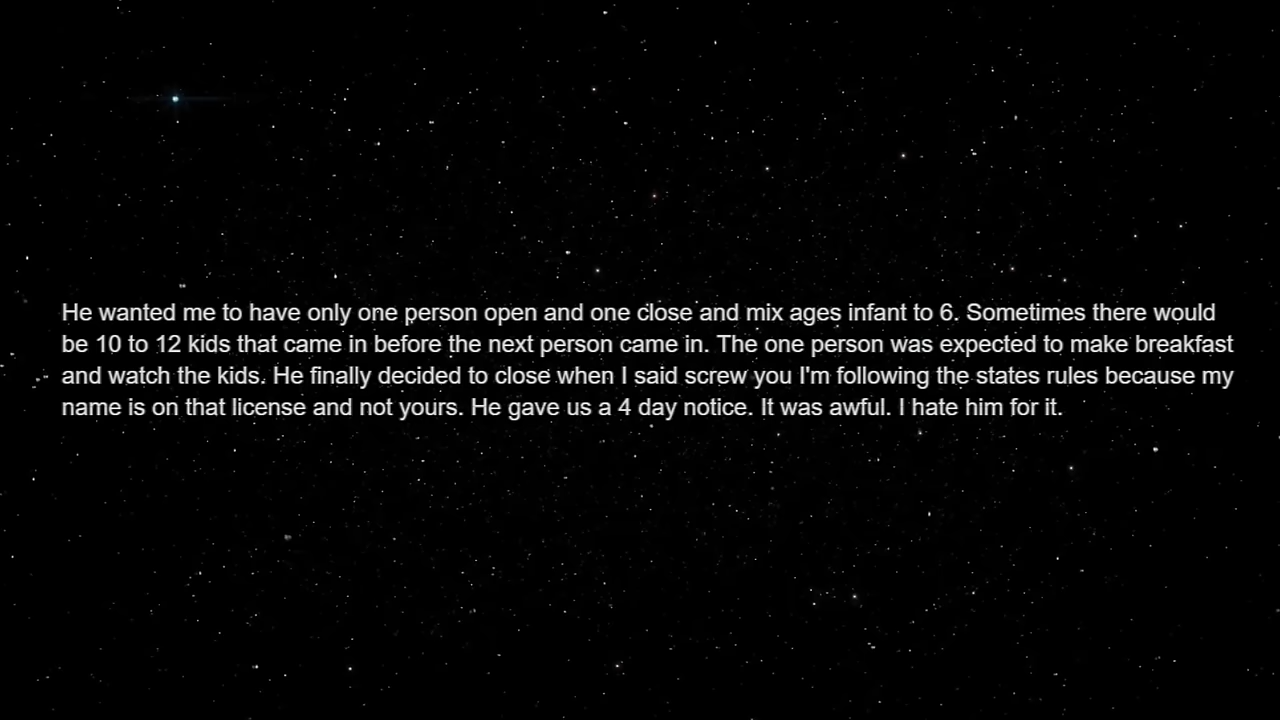 He wanted me to have only one person open and one close and mix ages infant to 6. Sometimes there would
be 10 to 12 kids that came in before the next person came in. The one person was expected to make breakfast
and watch the kids. He finally decided to close when I said screw you I'm following the states rules because my
name is on that license and not yours. He gave us a 4 day notice. It was awful. I hate him for it.